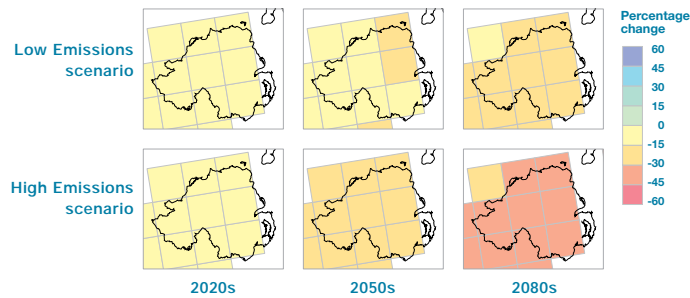 Low Emissions
scenario
High Emissions
scenario
2020s
2050s
2080s
Percentage
change
60
45
30
15
0
-15
-30
-45
-60